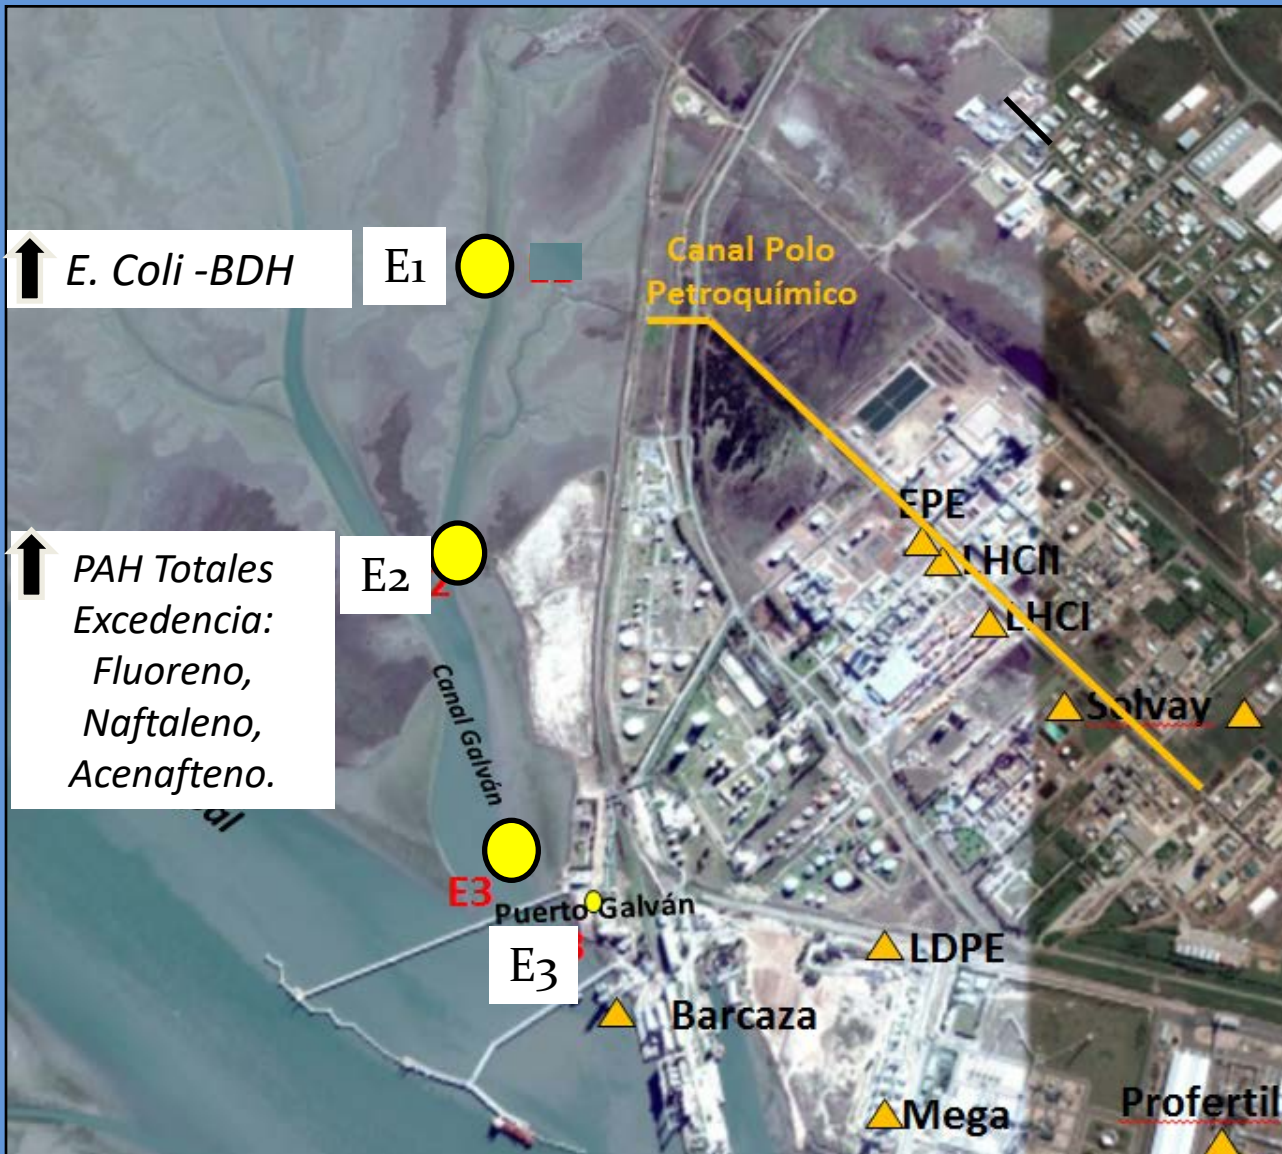 Canal Polo
Petroquímico
E. Coli -BDH
E1
EPE
LHCII
PAH Totales
Excedencia:
Fluoreno,
Naftaleno,
Acenafteno.
E2
2
LHCI
Canal Galván
Solvay
E3
Puerto Galván
E3
LDPE
Barcaza
Mega
Profertil